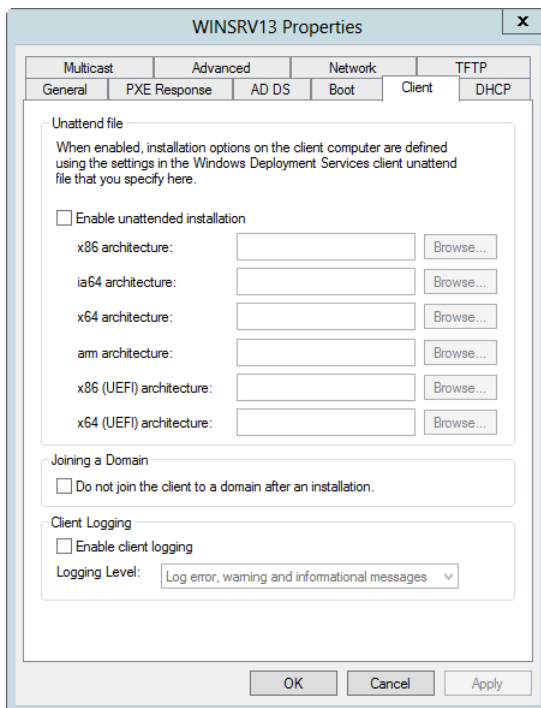 WINSRV13 Properties
x
Multicast Advanced Network TFTP
General PXE Response AD DS Boot Client DHCP
Unattend file
When enabled, installation options on the client computer are defined
using the settings in the Windows Deployment Services client unattend
file that you specify here.
Enable unattended installation
x86 architecture: Browse...
ia64 architecture: Browse...
x64 architecture: Browse...
arm architecture: Browse...
x86 (UEFI) architecture: Browse...
x64 (UEFI) architecture: Browse...
Joining a Domain
Do not join the client to a domain after an installation.
Client Logging
Enable client logging
Logging Level: Log error, warning and informational messages
OK Cancel Apply